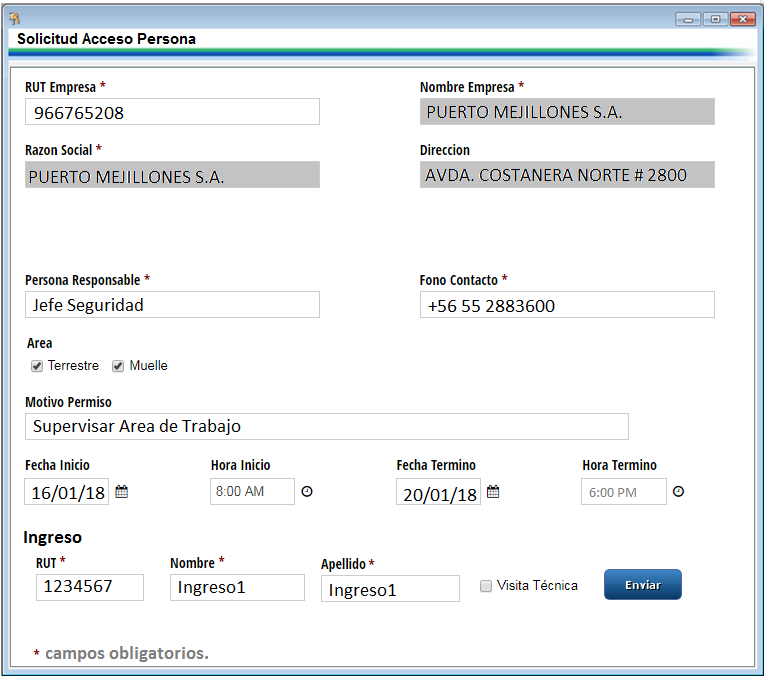 Solicitud Acceso Persona
RUT Empresa * Nombre Empresa *
966765208 PUERTO MEJILLONES S.A.
Razon Social * Direccion
PUERTO MEJILLONES S.A. AVDA. COSTANERA NORTE # 2800
Persona Responsable * Fono Contacto *
Jefe Seguridad +56 55 2883600
Area
Terrestre Muelle
Motivo Permiso
Supervisar Area de Trabajo
Fecha Inicio Hora Inicio Fecha Termino Hora Termino
16/01/18 8:00 AM 20/01/18 6:00 PM
Ingreso
RUT * Nombre * Apellido *
1234567 Ingreso1 Ingreso1 Visita Técnica Enviar
* campos obligatorios.